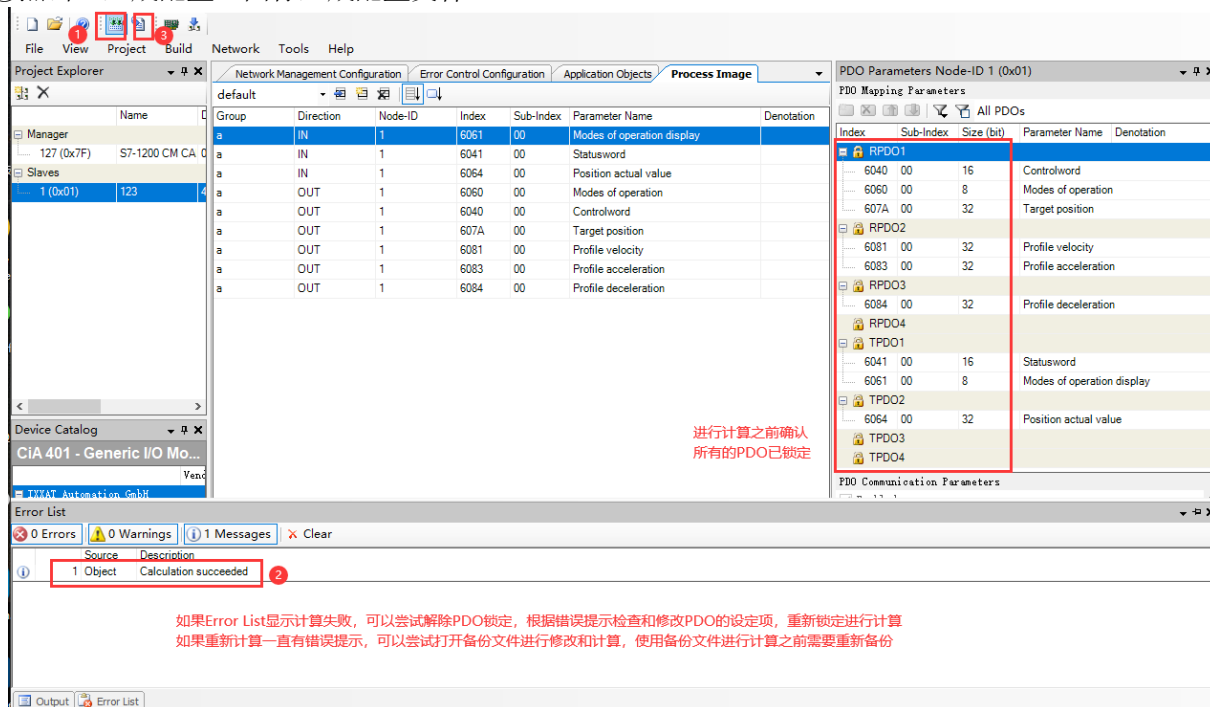 1
3
File View Project Build Network Tools Help
Project Explorer
Network Management Configuration Error Control Configuration Application Objects Process Image
PDO Parameters Node-ID 1 (0x01)
PDO Mapping Parameters
default
All PDOs
Name
Manager
127 (0x7F) S7-1200 CM CA
Slaves
1 (0x01) 123 4
Group Direction Node-ID Index Sub-Index Parameter Name Denotation
a IN 1 6061 00 Modes of operation display
a IN 1 6041 00 Statusword
a IN 1 6064 00 Position actual value
a OUT 1 6060 00 Modes of operation
a OUT 1 6040 00 Controlword
a OUT 1 607A 00 Target position
a OUT 1 6081 00 Profile velocity
a OUT 1 6083 00 Profile acceleration
a OUT 1 6084 00 Profile deceleration
Index Sub-Index Size (bit) Parameter Name Denotation
RPDO1
6040 00 16 Controlword
6060 00 8 Modes of operation
607A 00 32 Target position
RPDO2
6081 00 32 Profile velocity
6083 00 32 Profile acceleration
RPDO3
6084 00 32 Profile deceleration
RPDO4
TPDO1
6041 00 16 Statusword
6061 00 8 Modes of operation display
TPDO2
6064 00 32 Position actual value
TPDO3
TPDO4
进行计算之前确认
所有的PDO已锁定
Device Catalog
CiA 401 - Generic I/O Mo...
IXXAT Automation GmbH
PDO Communication Parameters
Error List
0 Errors 0 Warnings 1 Messages Clear
Source Description
1 Object Calculation succeeded
2
如果Error List显示计算失败，可以尝试解除PDO锁定，根据错误提示检查和修改PDO的设定项，重新锁定进行计算
如果重新计算一直有错误提示，可以尝试打开备份文件进行修改和计算，使用备份文件进行计算之前需要重新备份
Output Error List